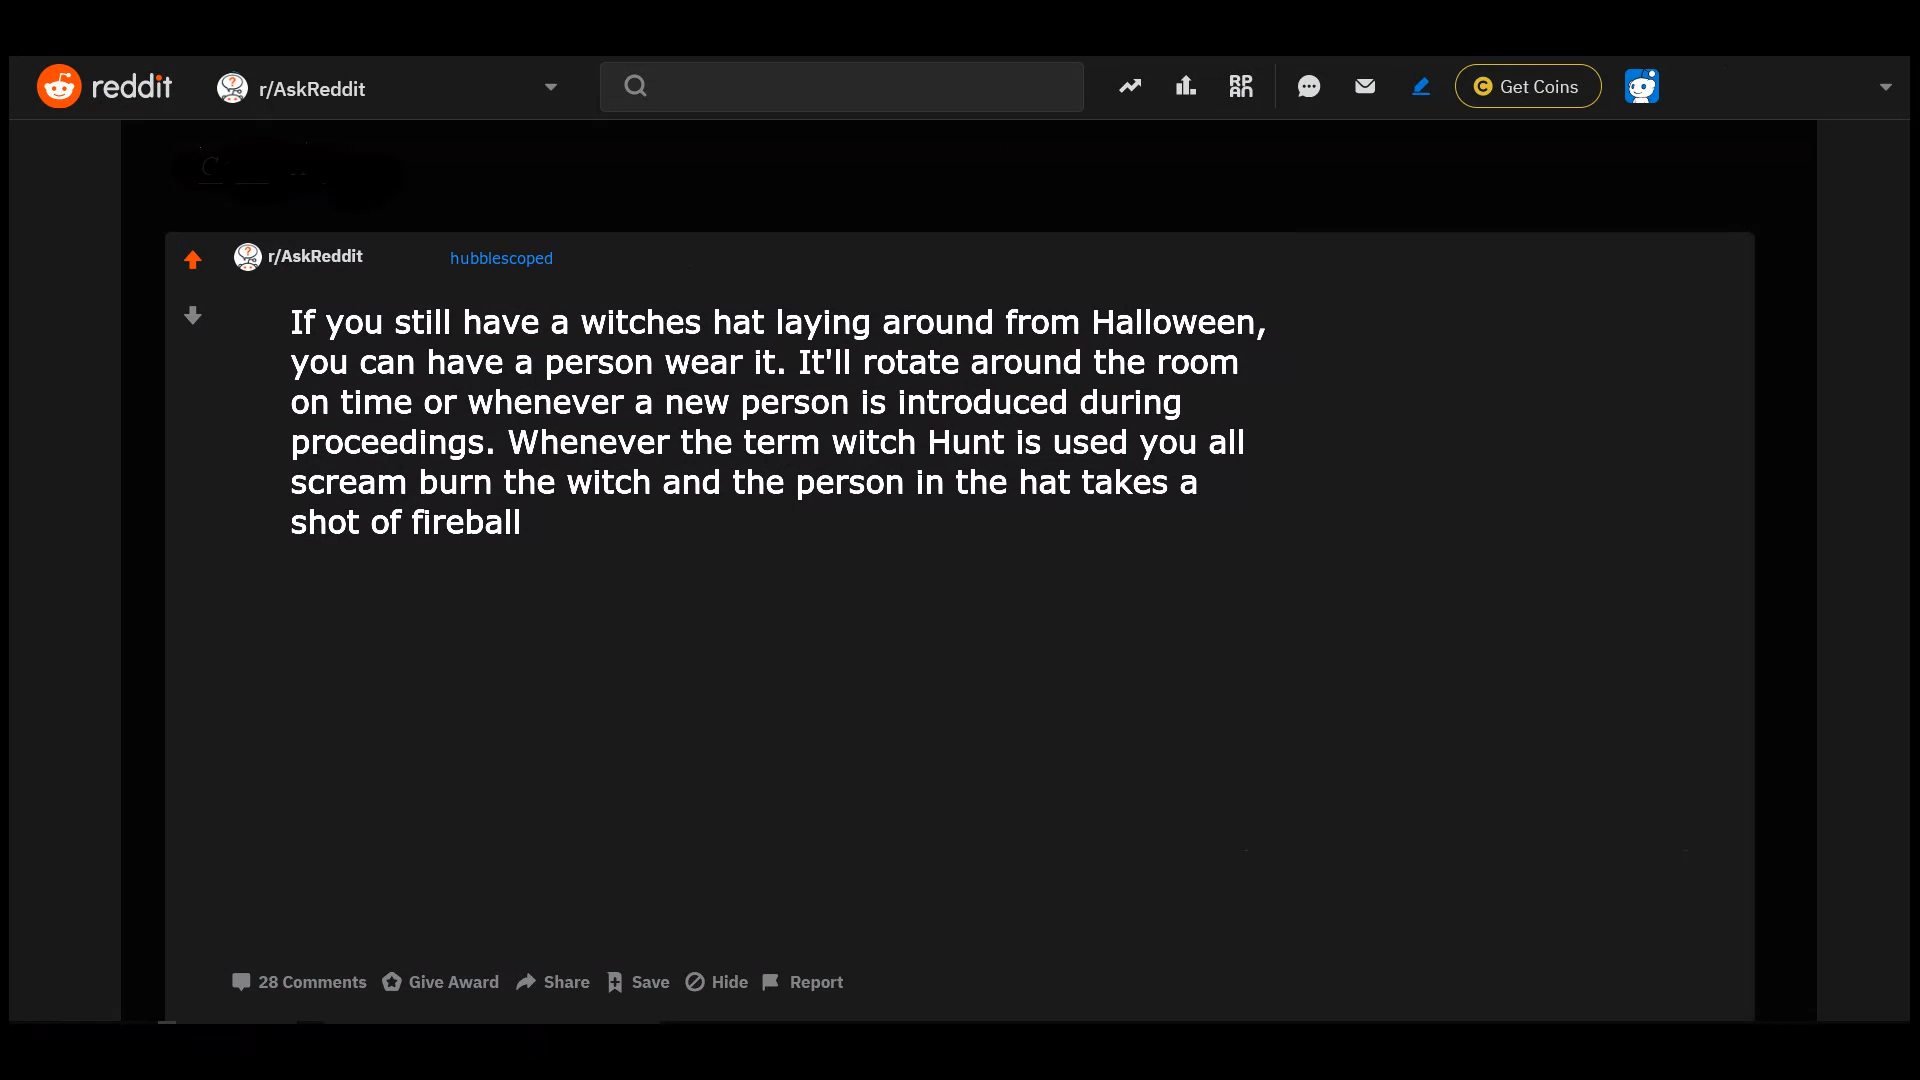 reddit r/AskReddit RPAN Get Coins
r/AskReddit hubblescoped
If you still have a witches hat laying around from Halloween,
you can have a person wear it. It'll rotate around the room
on time or whenever a new person is introduced during
proceedings. Whenever the term witch Hunt is used you all
scream burn the witch and the person in the hat takes a
shot of fireball
28 Comments Give Award Share Save Hide Report